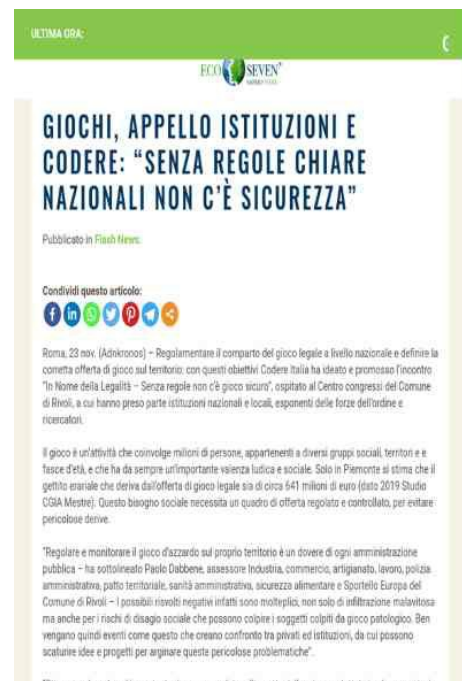 ULTIMA ORA:
ECO SEVEN
GIOCHI, APPELLO ISTITUZIONI E
CODERE: “SENZA REGOLE CHIARE
NAZIONALI NON C’È SICUREZZA”
Pubblicato in Flash News
Condividi questo articolo:
Roma, 23 nov. (Adnkronos) – Regolamentare il comparto del gioco legale a livello nazionale e definire la
corretta offerta di gioco sul territorio: con questi obiettivi Codere Italia ha ideato e promosso l’incontro
“In Nome della Legalità – Senza regole non c’è gioco sicuro”, ospitato al Centro congressi del Comune
di Rivoli, a cui hanno preso parte istituzioni nazionali e locali, esponenti delle forze dell’ordine e
ricercatori.
Il gioco è un’attività che coinvolge milioni di persone, appartenenti a diversi gruppi sociali, territori e e
fasce d’età, e che ha da sempre un’importante valenza ludica e sociale. Solo in Piemonte si stima che il
gettito erariale che deriva dall’offerta di gioco legale sia di circa 641 milioni di euro (dato 2019 Studio
CGIA Mestre). Questo bisogno sociale necessita un quadro di offerta regolato e controllato, per evitare
pericolose derive.
“Regolare e monitorare il gioco d’azzardo sul proprio territorio è un dovere di ogni amministrazione
pubblica – ha sottolineato Paolo Dabbene, assessore Industria, commercio, artigianato, lavoro, polizia
amministrativa, patto territoriale, sanità amministrativa, sicurezza alimentare e Sportello Europa del
Comune di Rivoli – I possibili risvolti negativi infatti sono molteplici, non solo di infiltrazione malavitosa
ma anche per i rischi di disagio sociale che possono colpire i soggetti colpiti da gioco patologico. Ben
vengano quindi eventi come questo che creano confronto tra privati ed istituzioni, da cui possono
scaturire idee e progetti per arginare queste pericolose problematiche”.